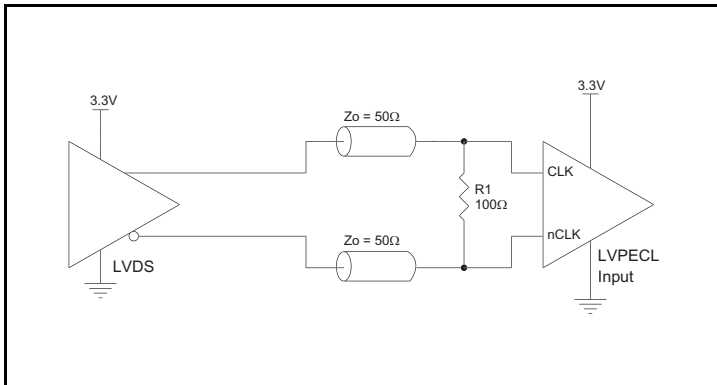 3.3V
3.3V
Zo = 50Ω
CLK
R1
100Ω
nCLK
Zo = 50Ω
LVDS
LVPECL
Input